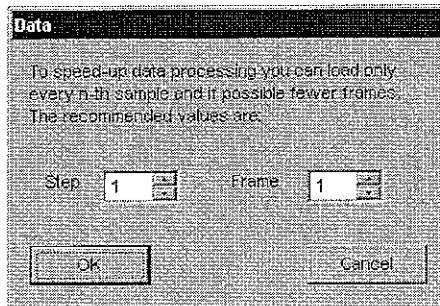 Data
To speed-up data processing you can load only
every n-th sample and if possible fewer frames.
The recommended values are:
Step 1 Frame 1
OK Cancel